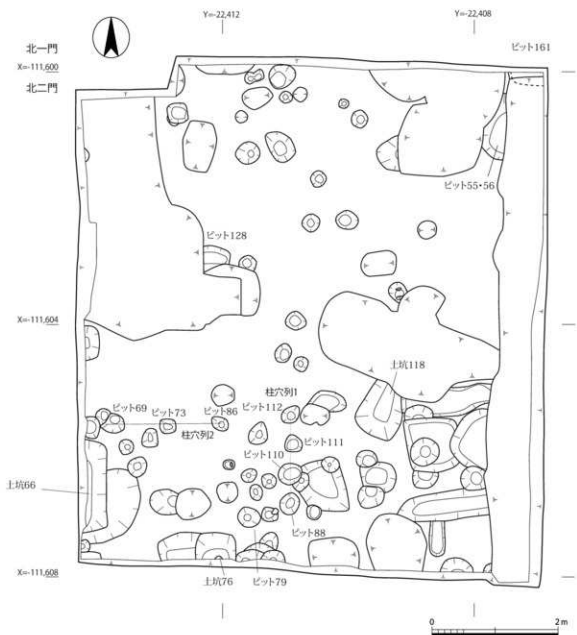 Y=-22,412
Y=-22,408
北一門
ピット161
X=-111,600
北二門
ピット55・56
ピット128
X=-111,604
土坑118
柱穴列1
ピット69
ピット73
ピット86
ピット112
柱穴列2
ピット111
ピット110
土坑66
ピット88
X=-111,608
土坑76
ピット79
0
2m